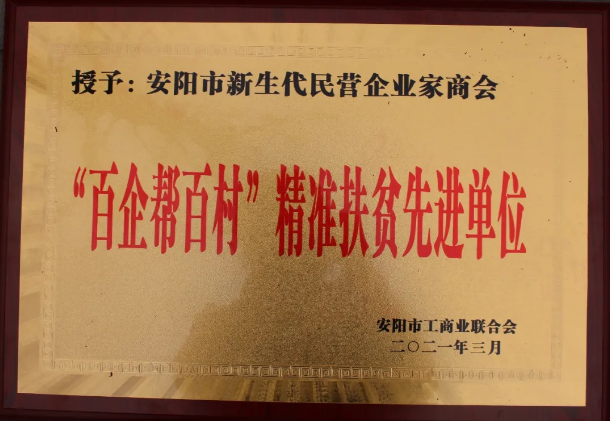 授予：安阳市新生代民营企业家商会
“百企帮百村”精准扶贫先进单位
安阳市工商业联合会
二〇二一年三月